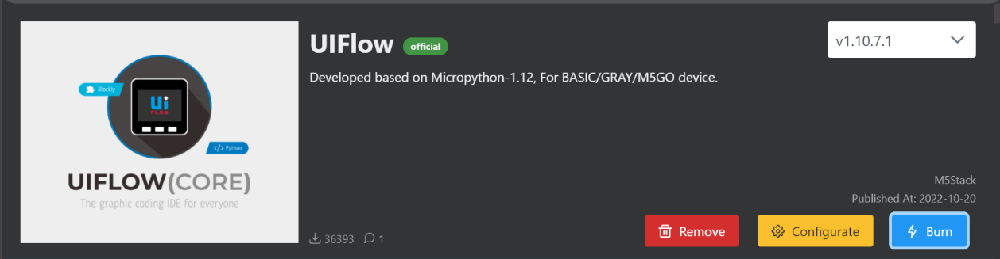 UIFlow official
v1.10.7.1
Developed based on Micropython-1.12, For BASIC/GRAY/M5GO device.
Blockly
Ui
FLOW
</> Python
UIFLOW(CORE)
The graphic coding IDE for everyone
M5Stack
Published At: 2022-10-20
36393 1
Remove
Configurate
Burn